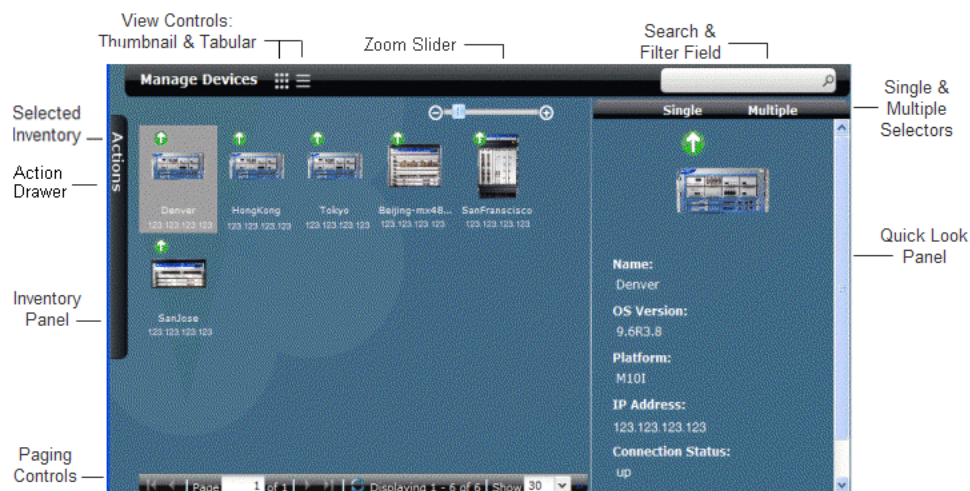 View Controls:
Thumbnail & Tabular
Zoom Slider
Search &
Filter Field
Manage Devices
Selected
Inventory
Single Multiple
Single &
Multiple
Selectors
Actions
Action
Drawer
Denver
123.123.123.123
HongKong
123.123.123.123
Tokyo
123.123.123.123
Beijing-mx48...
123.123.123.123
SanFranscisco
123.123.123.123
Quick Look
Panel
Name:
Denver
Inventory
Panel
OS Version:
9.6R3.8
SanJose
123.123.123.123
Platform:
M10I
IP Address:
123.123.123.123
Connection Status:
up
Paging
Controls
Page 1 of 1 Displaying 1 - 6 of 6 Show 30